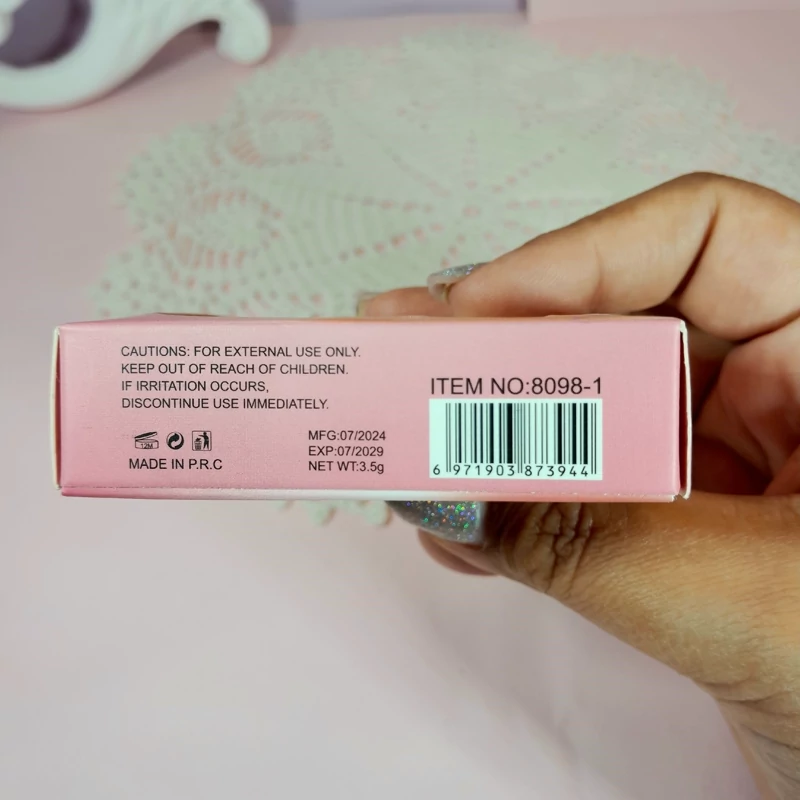 CAUTIONS: FOR EXTERNAL USE ONLY.
KEEP OUT OF REACH OF CHILDREN.
IF IRRITATION OCCURS,
DISCONTINUE USE IMMEDIATELY.
12M
MADE IN P.R.C
MFG:07/2024
EXP:07/2029
NET WT:3.5g
ITEM NO:8098-1
6 971903 873944